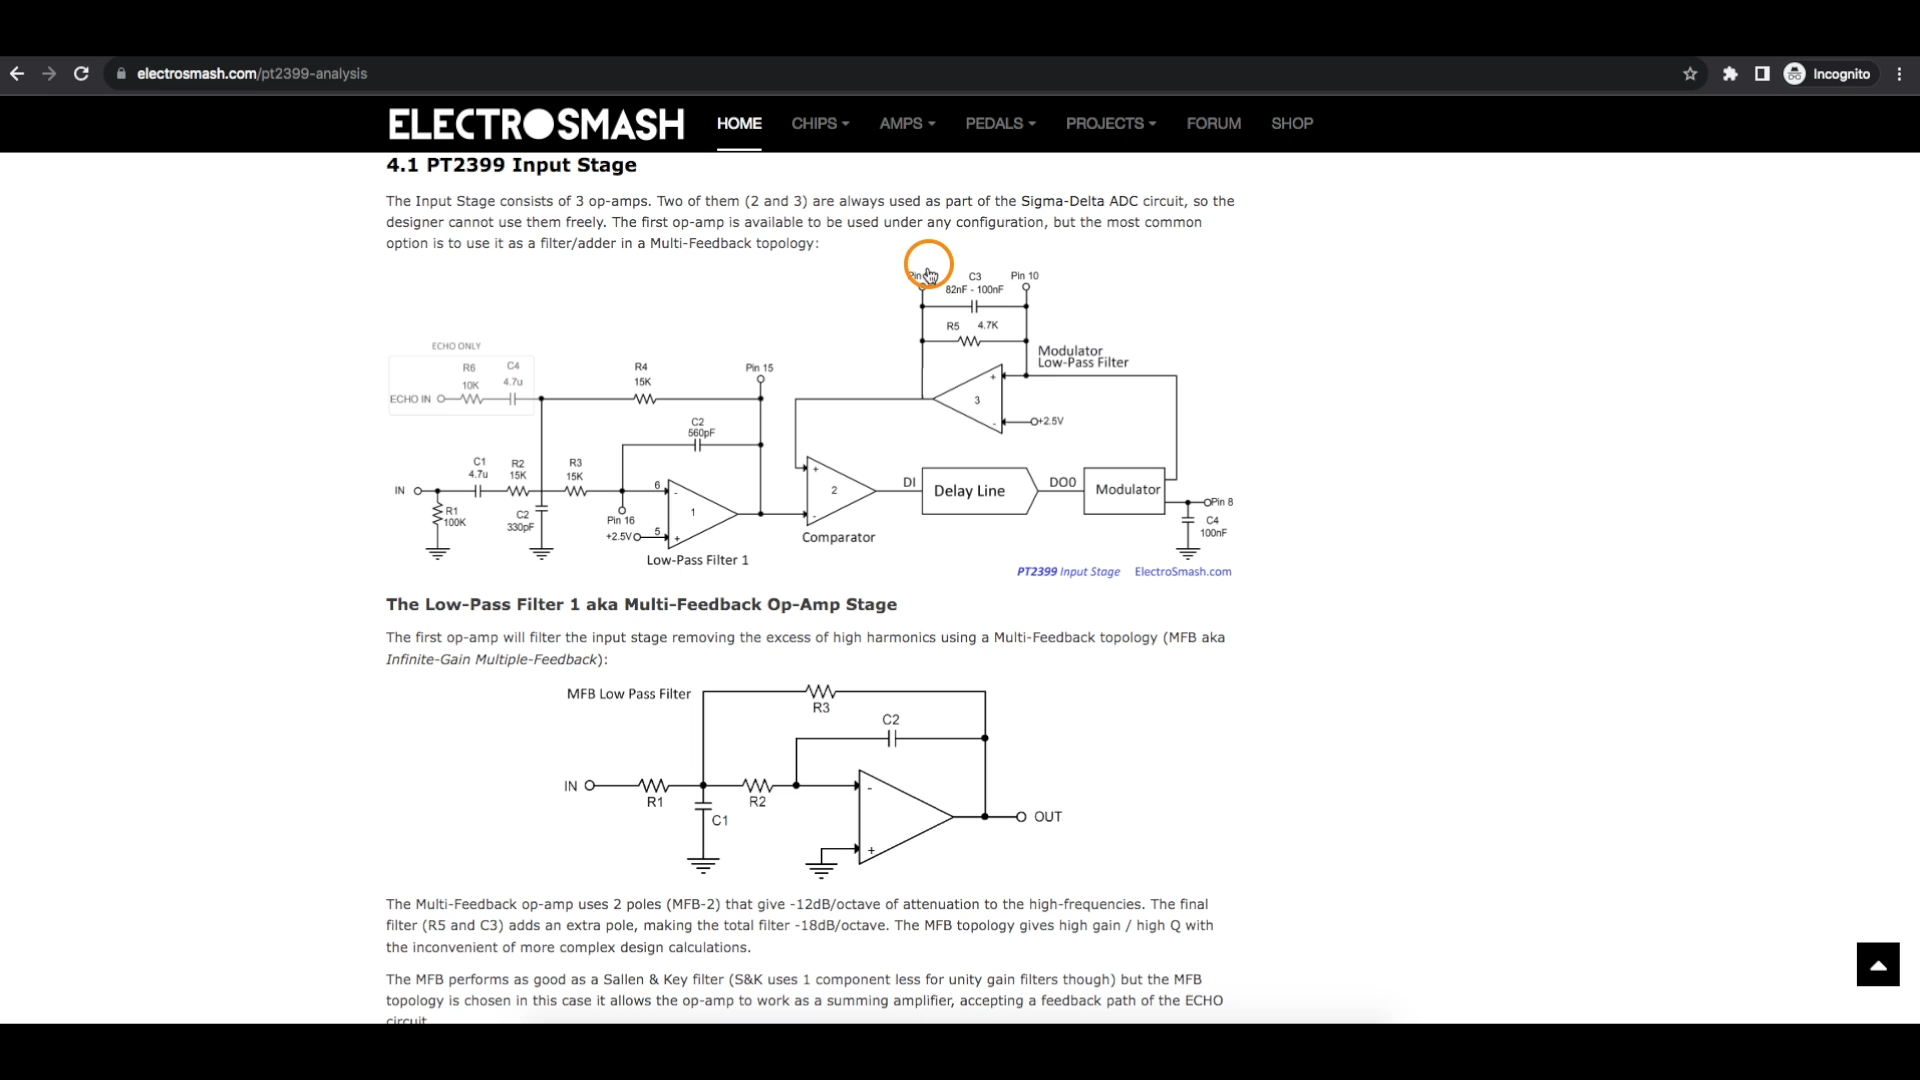 electrosmash.com/pt2399-analysis
Incognito
ELECTROSMASH
HOME
CHIPS
AMPS
PEDALS
PROJECTS
FORUM
SHOP
4.1 PT2399 Input Stage
The Input Stage consists of 3 op-amps. Two of them (2 and 3) are always used as part of the Sigma-Delta ADC circuit, so the
designer cannot use them freely. The first op-amp is available to be used under any configuration, but the most common
option is to use it as a filter/adder in a Multi-Feedback topology:
Pin
C3
Pin 10
82nF - 100nF
R5 4.7K
Modulator
Low-Pass Filter
ECHO ONLY
R6
C4
10K
4.7u
ECHO IN
R4
15K
Pin 15
+
3
-
+2.5V
C2
560pF
C1
4.7u
R2
15K
R3
15K
IN
R1
100K
C2
330pF
6
-
1
5
+
Pin 16
+2.5V
Low-Pass Filter 1
+
2
-
Comparator
DI
Delay Line
DO0
Modulator
Pin 8
C4
100nF
PT2399 Input Stage ElectroSmash.com
The Low-Pass Filter 1 aka Multi-Feedback Op-Amp Stage
The first op-amp will filter the input stage removing the excess of high harmonics using a Multi-Feedback topology (MFB aka
Infinite-Gain Multiple-Feedback):
MFB Low Pass Filter
R3
C2
IN
R1
R2
C1
-
+
OUT
The Multi-Feedback op-amp uses 2 poles (MFB-2) that give -12dB/octave of attenuation to the high-frequencies. The final
filter (R5 and C3) adds an extra pole, making the total filter -18dB/octave. The MFB topology gives high gain / high Q with
the inconvenient of more complex design calculations.
The MFB performs as good as a Sallen & Key filter (S&K uses 1 component less for unity gain filters though) but the MFB
topology is chosen in this case it allows the op-amp to work as a summing amplifier, accepting a feedback path of the ECHO
circuit